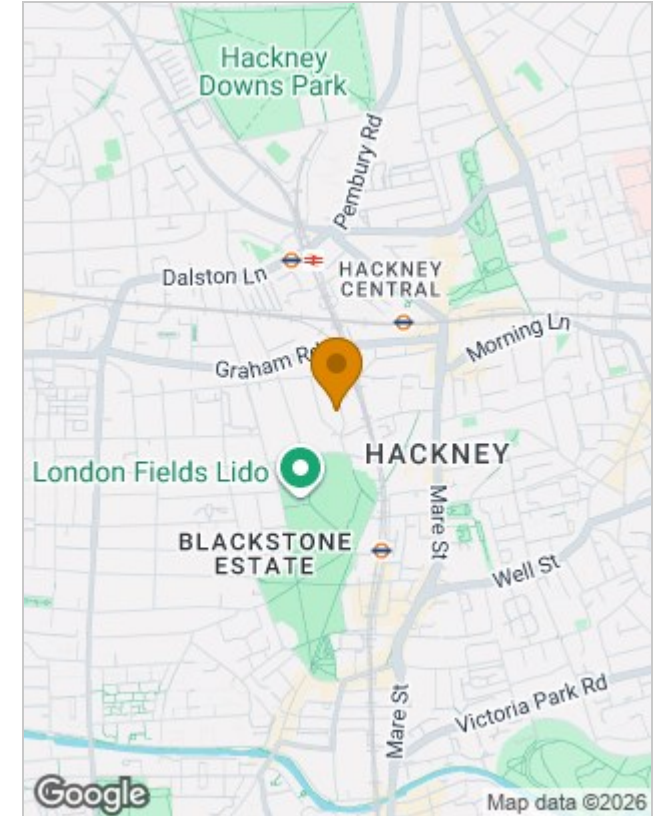 Hackney
Downs Park
Pembury Rd
Dalston Ln
HACKNEY
CENTRAL
Morning Ln
Graham Rd
London Fields Lido
HACKNEY
BLACKSTONE
ESTATE
Mare St
Well St
Victoria Park Rd
Mare St
Google
Map data ©2026